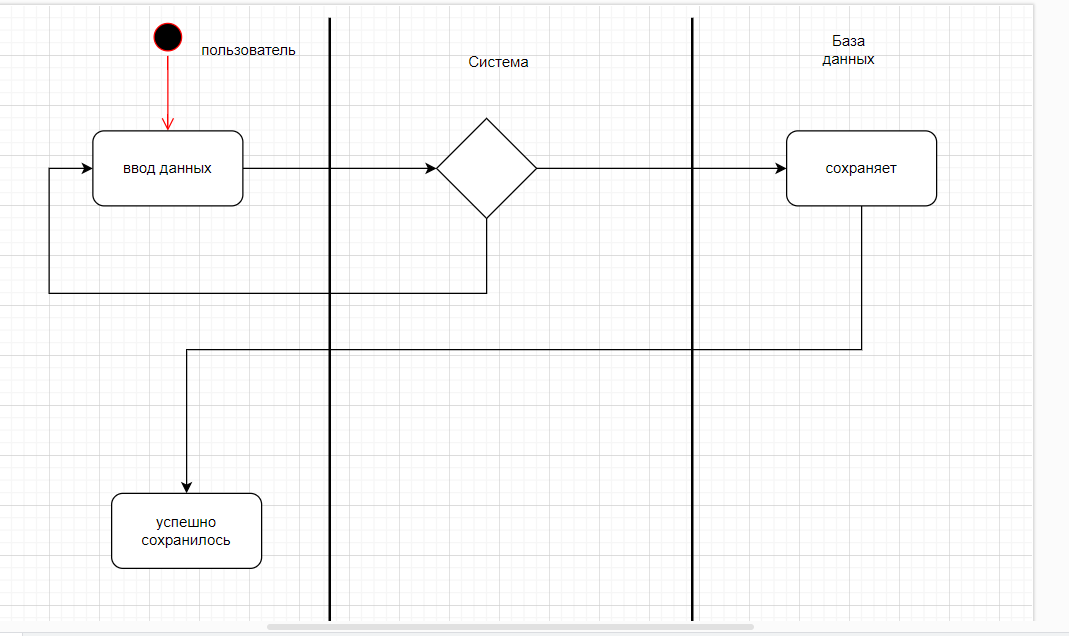 пользователь
Система
База
данных
ввод данных
сохраняет
успешно
сохранилось